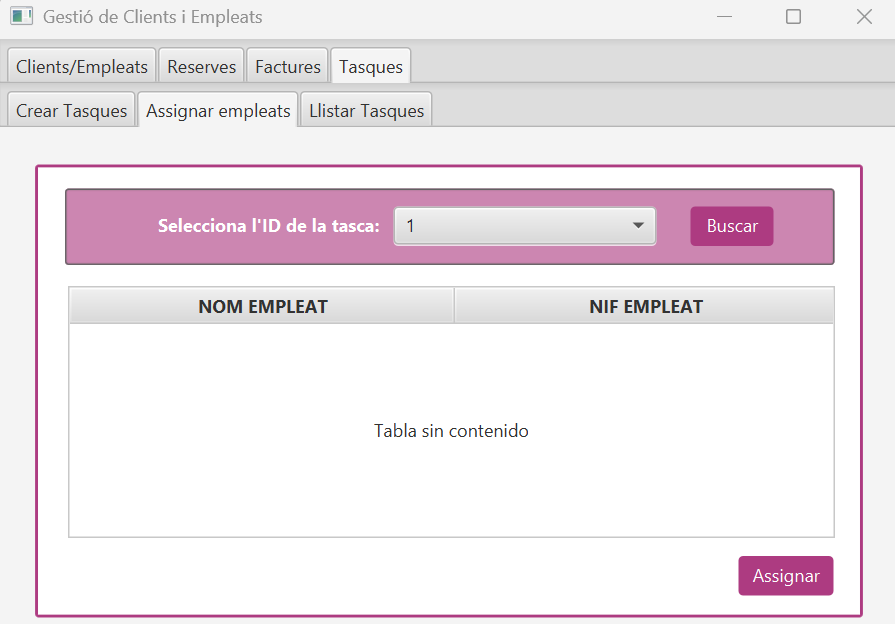 Gestió de Clients i Empleats
Clients/Empleats Reserves Factures Tasques
Crear Tasques Assignar empleats Llistar Tasques
Selecciona l'ID de la tasca: 1 Buscar
NOM EMPLEAT NIF EMPLEAT
Tabla sin contenido
Assignar